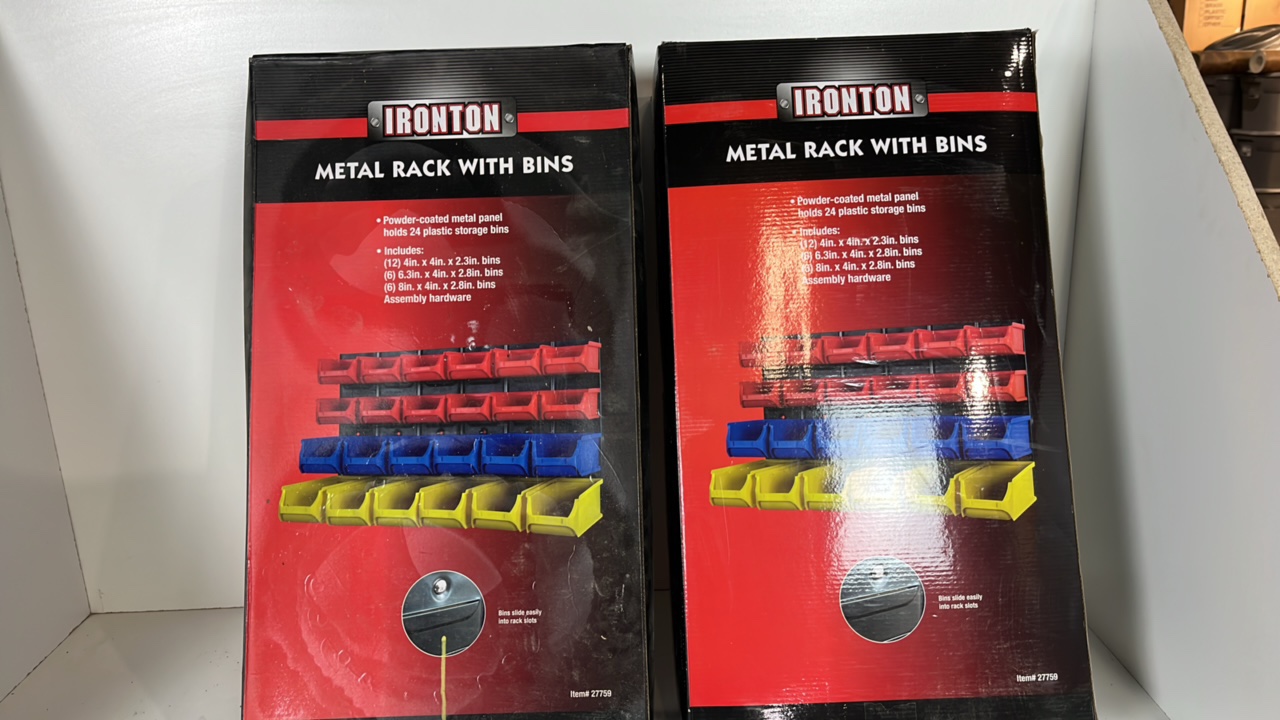 IRONTON
METAL RACK WITH BINS
• Powder-coated metal panel
holds 24 plastic storage bins
• Includes:
(12) 4in. x 4in. x 2.3in. bins
(6) 6.3in. x 4in. x 2.8in. bins
(6) 8in. x 4in. x 2.8in. bins
Assembly hardware
Bins slide easily
into rack slots
Item# 27759
IRONTON
METAL RACK WITH BINS
• Powder-coated metal panel
holds 24 plastic storage bins
• Includes:
(12) 4in. x 4in. x 2.3in. bins
(6) 6.3in. x 4in. x 2.8in. bins
(6) 8in. x 4in. x 2.8in. bins
Assembly hardware
Bins slide easily
into rack slots
Item# 27759